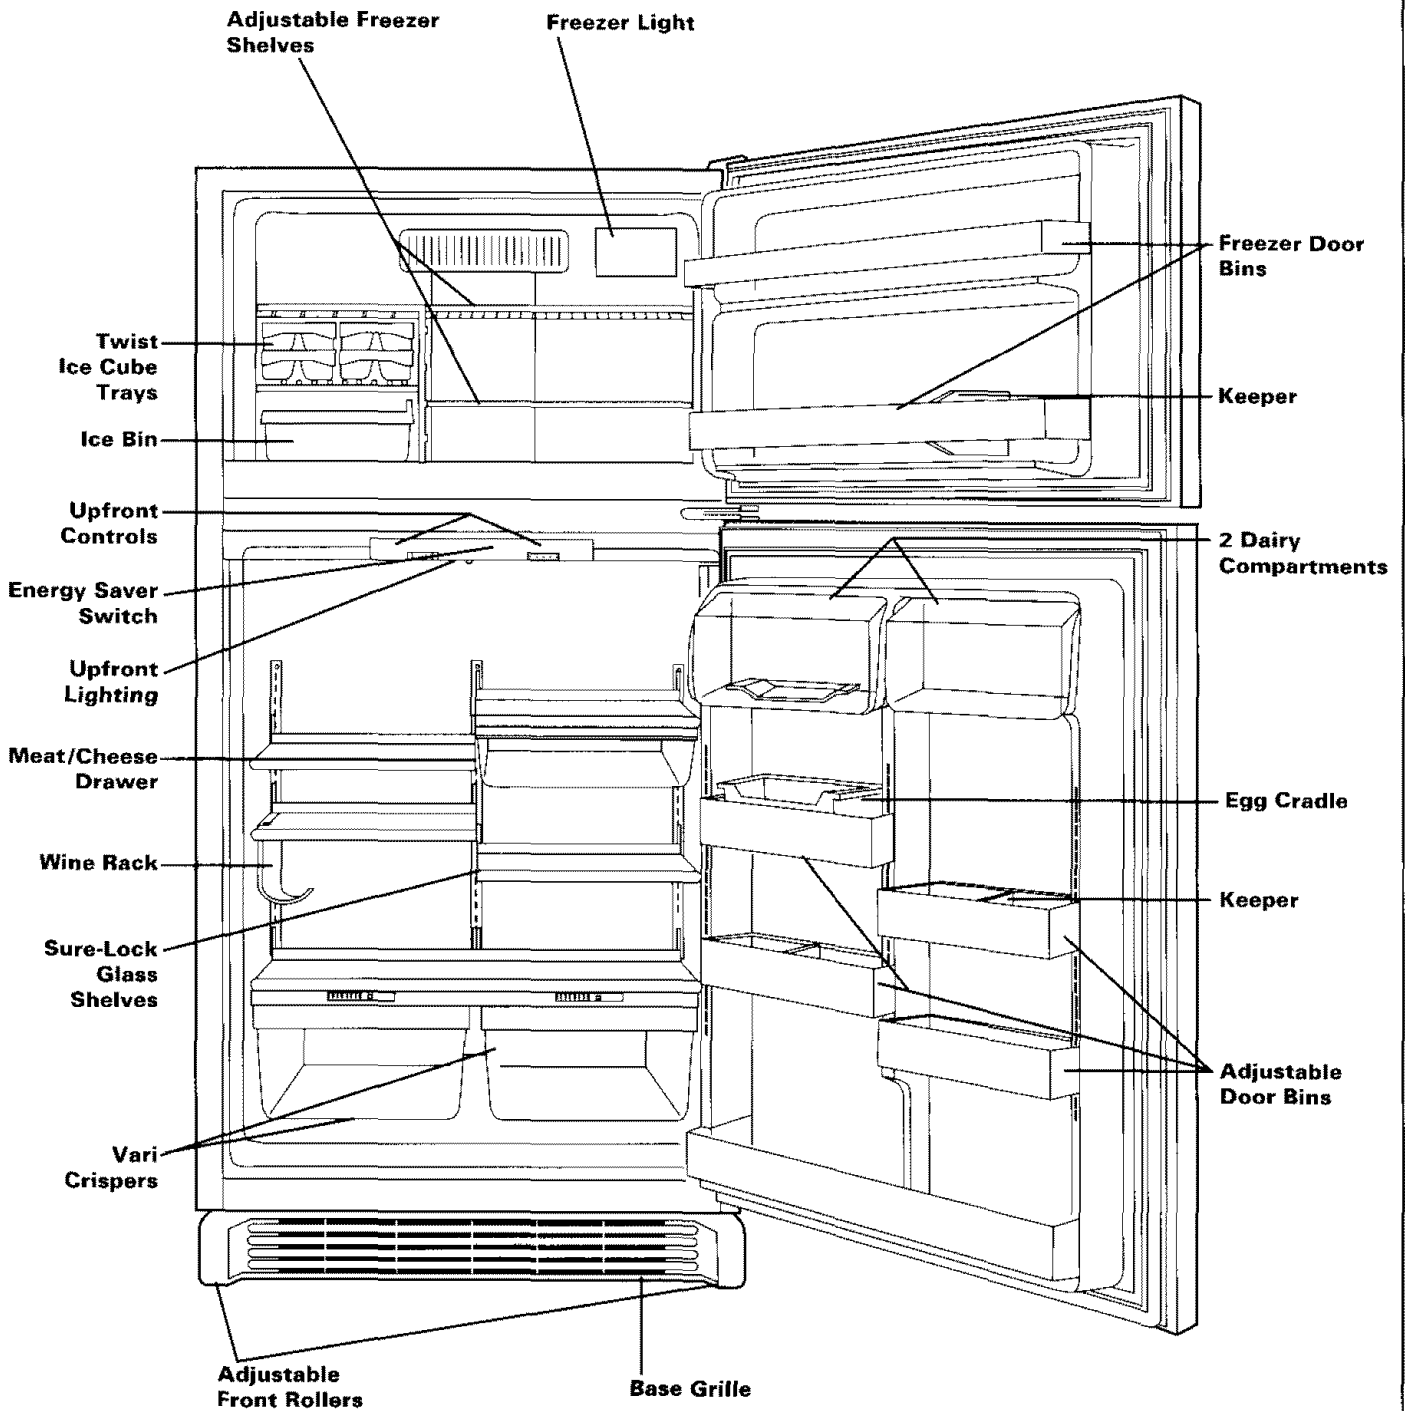 Adjustable Freezer
Shelves
Freezer Light
Freezer Door
Bins
Twist
Ice Cube
Trays
Keeper
Ice Bin
Upfront
Controls
2 Dairy
Compartments
Energy Saver
Switch
Upfront
Lighting
Meat/Cheese
Drawer
Egg Cradle
Wine Rack
Keeper
Sure-Lock
Glass
Shelves
Adjustable
Door Bins
Vari
Crispers
Adjustable
Front Rollers
Base Grille